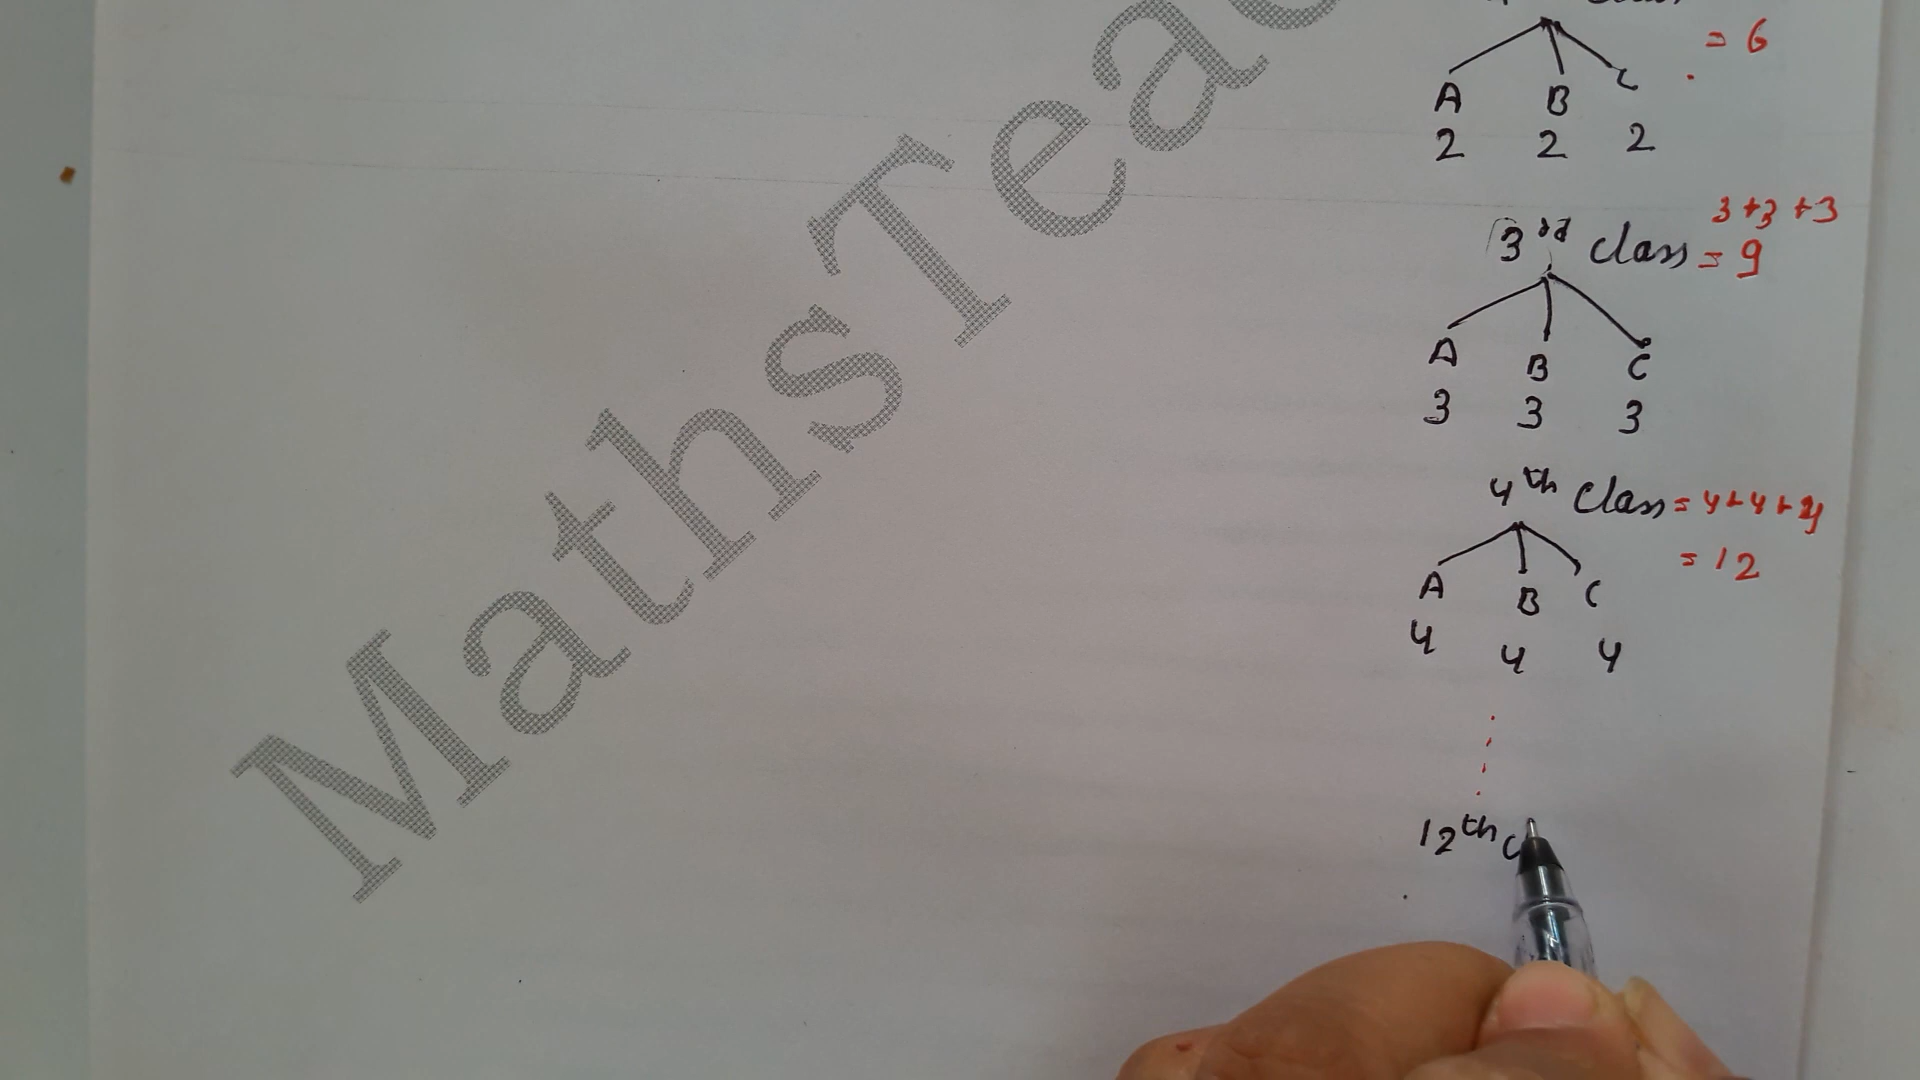 = 6
A B C
2 2 2
3+3+3
3rd Class = 9
A B C
3 3 3
4th Class = 4+4+4
= 12
A B C
4 4 4
12th C
MathsTea